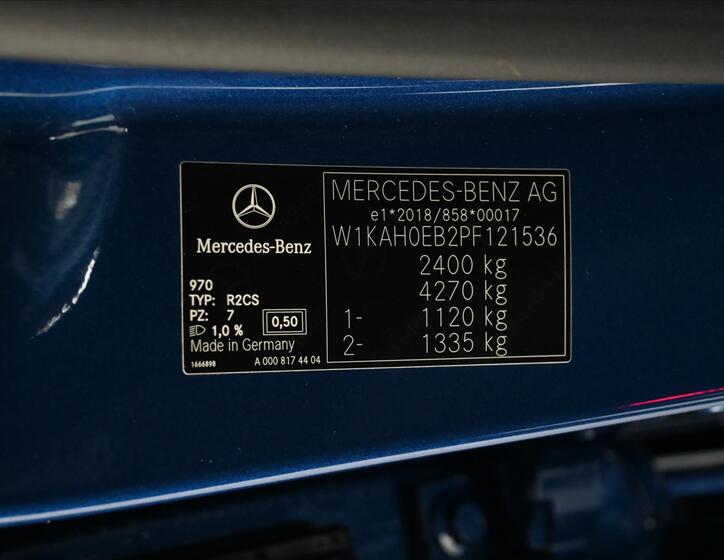 Mercedes-Benz
970
TYP: R2CS
PZ: 7
1,0 %
0,50
Made in Germany
1666898
A 000 817 44 04
MERCEDES-BENZ AG
e1*2018/858*00017
W1KAH0EB2PF121536
2400 kg
4270 kg
1- 1120 kg
2- 1335 kg